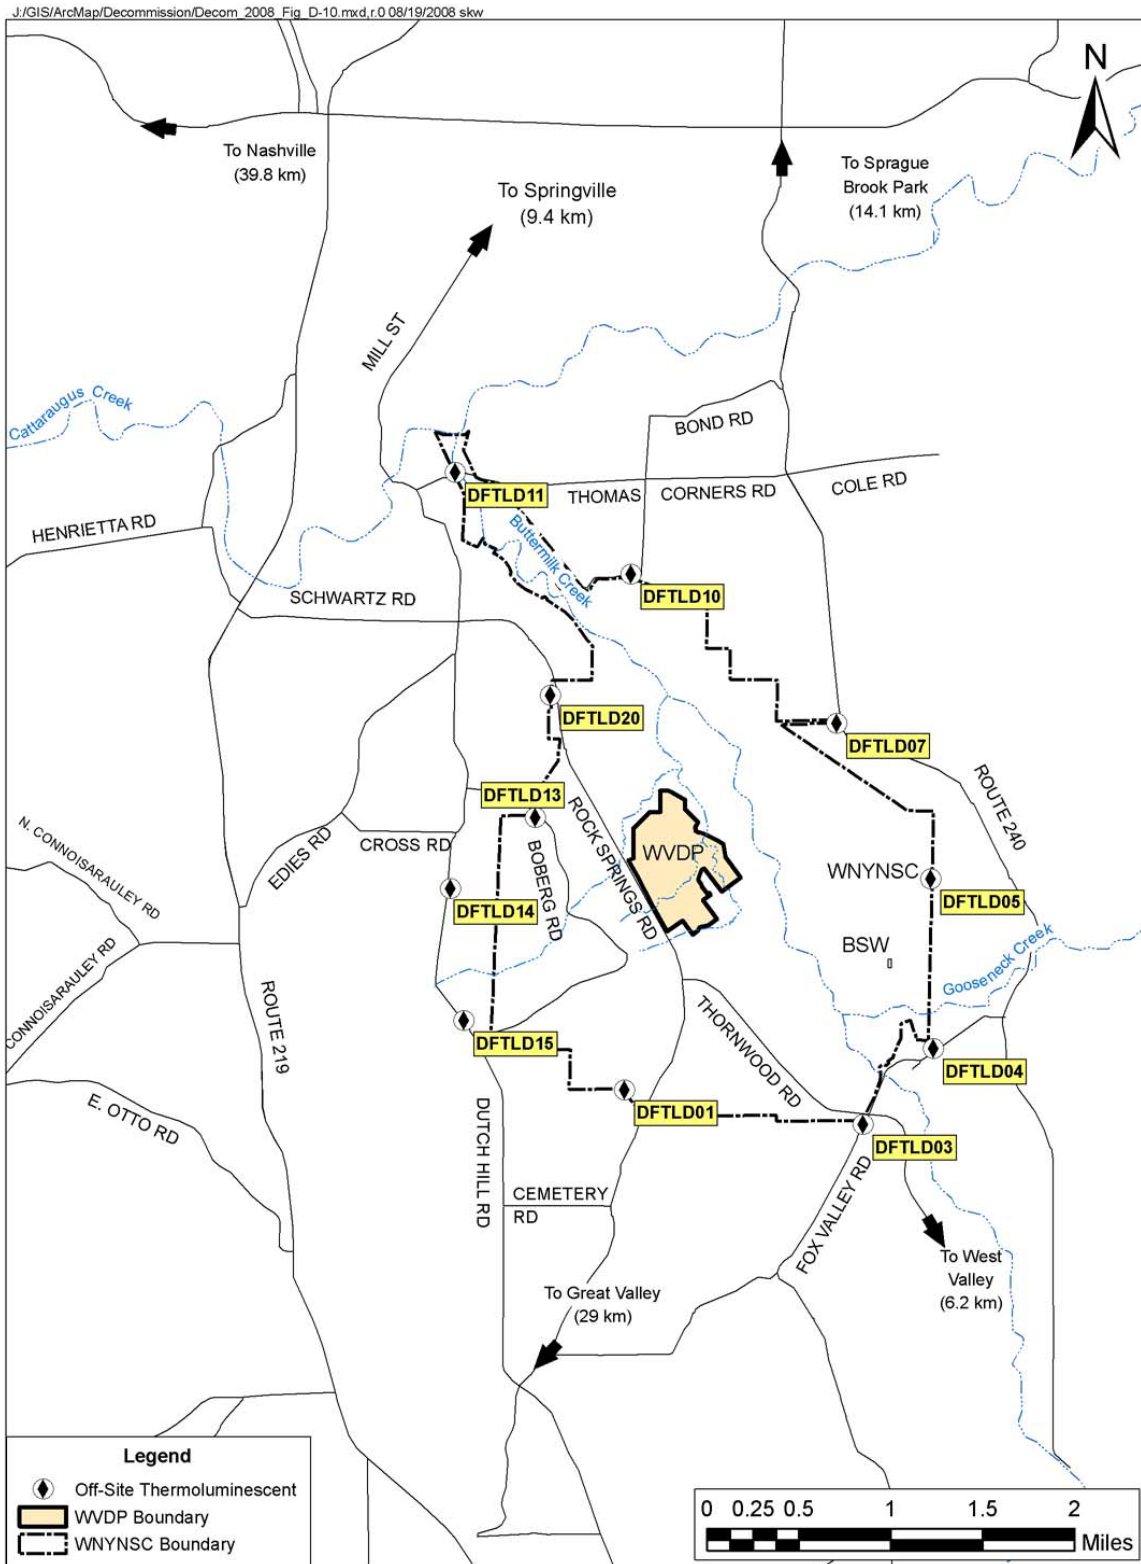 J:/GIS/ArcMap/Decommission/Decom_2008_Fig_D-10.mxd,r.0 08/19/2008 skw
N
To Nashville
(39.8 km)
To Springville
(9.4 km)
To Sprague
Brook Park
(14.1 km)
MILL ST
Cattaraugus Creek
BOND RD
DFTLD11
THOMAS
CORNERS RD
COLE RD
HENRIETTA RD
Buttermilk Creek
SCHWARTZ RD
DFTLD10
DFTLD20
DFTLD07
DFTLD13
ROCK SPRINGS RD
ROUTE 240
N. CONNOISARAULEY RD
EDIES RD
CROSS RD
BOBERG RD
WVDP
WNYNSC
DFTLD14
DFTLD05
BSW
CONNOISARAULEY RD
Gooseneck Creek
ROUTE 219
THORNWOOD RD
DFTLD15
DFTLD04
E. OTTO RD
DUTCH HILL RD
DFTLD01
DFTLD03
CEMETERY
RD
FOX VALLEY RD
To West
Valley
(6.2 km)
To Great Valley
(29 km)
Legend
Off-Site Thermoluminescent
WVDP Boundary
WNYNSC Boundary
0 0.25 0.5 1 1.5 2
Miles